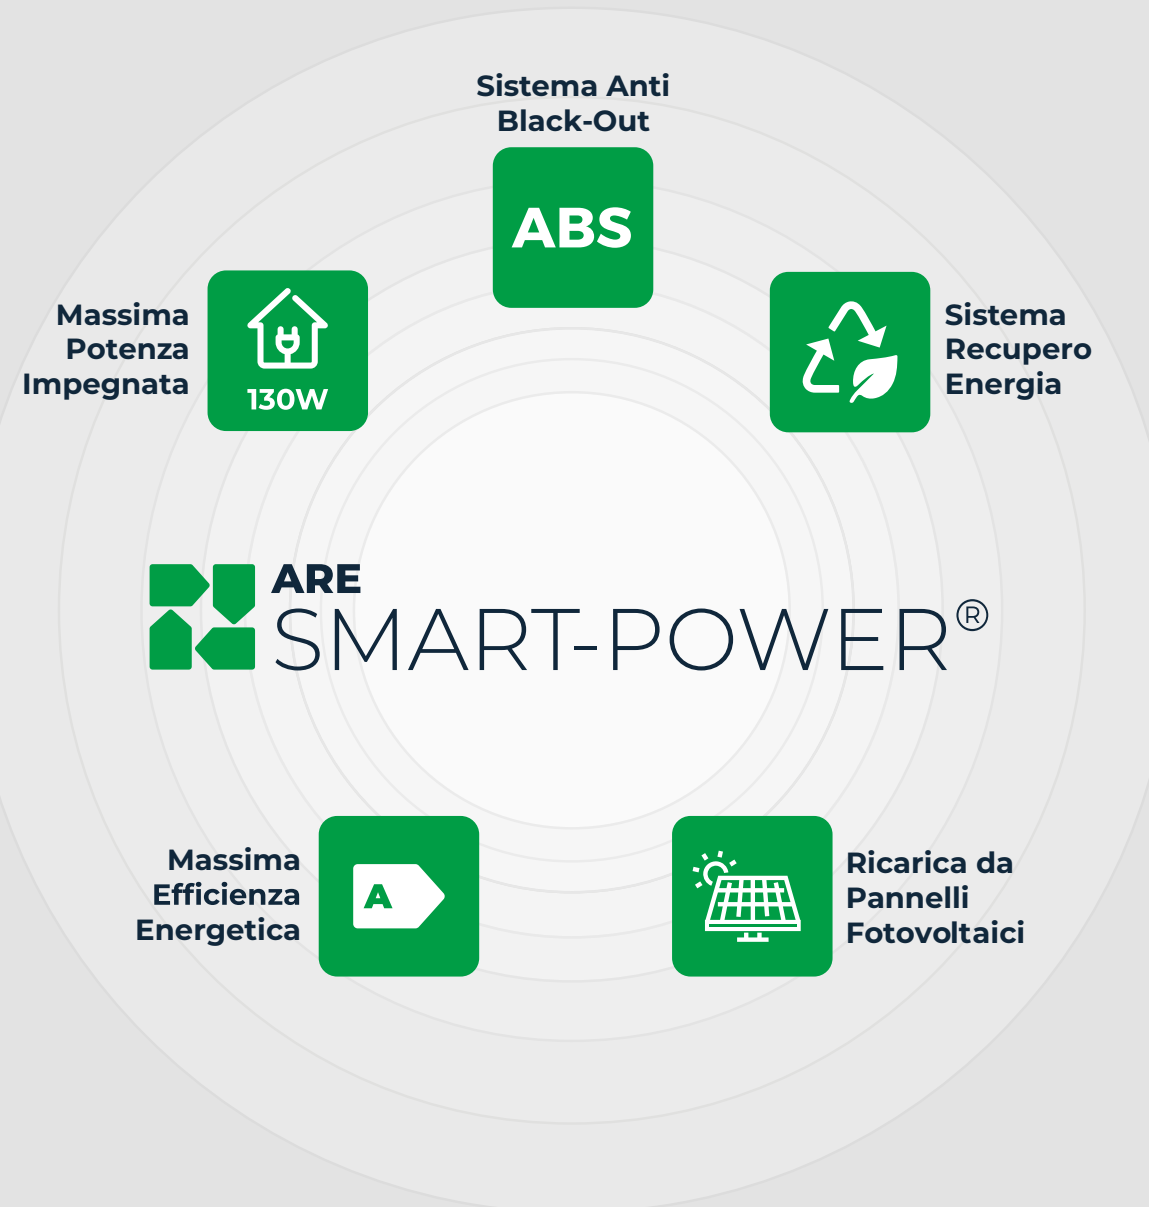 Sistema Anti
Black-Out
ABS
Massima
Potenza
Impegnata
130W
Sistema
Recupero
Energia
ARE
SMART-POWER®
Massima
Efficienza
Energetica
A
Ricarica da
Pannelli
Fotovoltaici